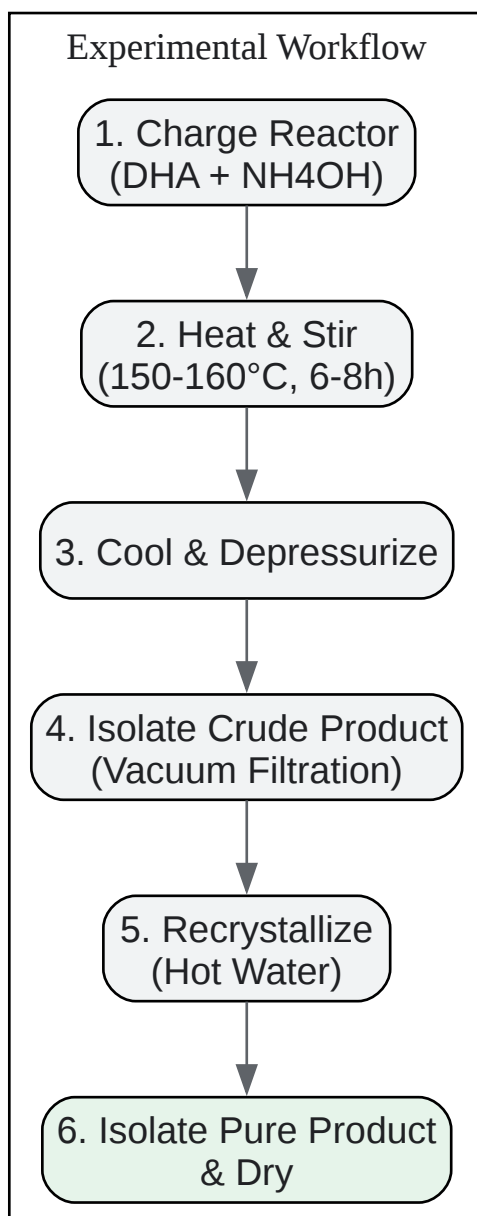 Experimental Workflow
1. Charge Reactor
(DHA + NH4OH)
2. Heat & Stir
(150-160°C, 6-8h)
3. Cool & Depressurize
4. Isolate Crude Product
(Vacuum Filtration)
5. Recrystallize
(Hot Water)
6. Isolate Pure Product
& Dry